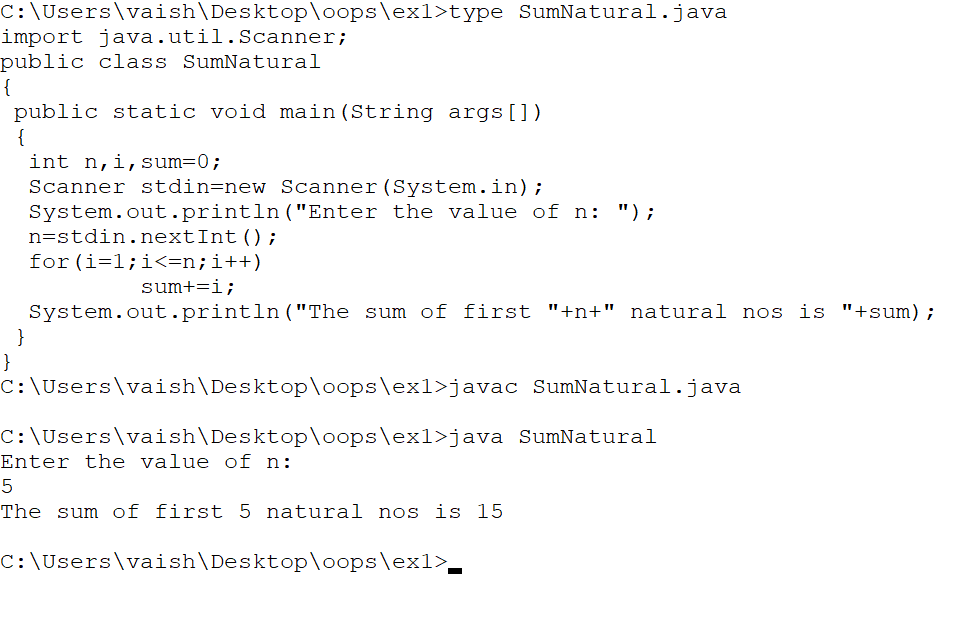 C:\Users\vaish\Desktop\oops\ex1>type SumNatural.java
import java.util.Scanner;
public class SumNatural
{
 public static void main(String args[])
 {
  int n,i,sum=0;
  Scanner stdin=new Scanner(System.in);
  System.out.println("Enter the value of n: ");
  n=stdin.nextInt();
  for(i=1;i<=n;i++)
          sum+=i;
  System.out.println("The sum of first "+n+" natural nos is "+sum);
 }
}
C:\Users\vaish\Desktop\oops\ex1>javac SumNatural.java

C:\Users\vaish\Desktop\oops\ex1>java SumNatural
Enter the value of n:
5
The sum of first 5 natural nos is 15

C:\Users\vaish\Desktop\oops\ex1>